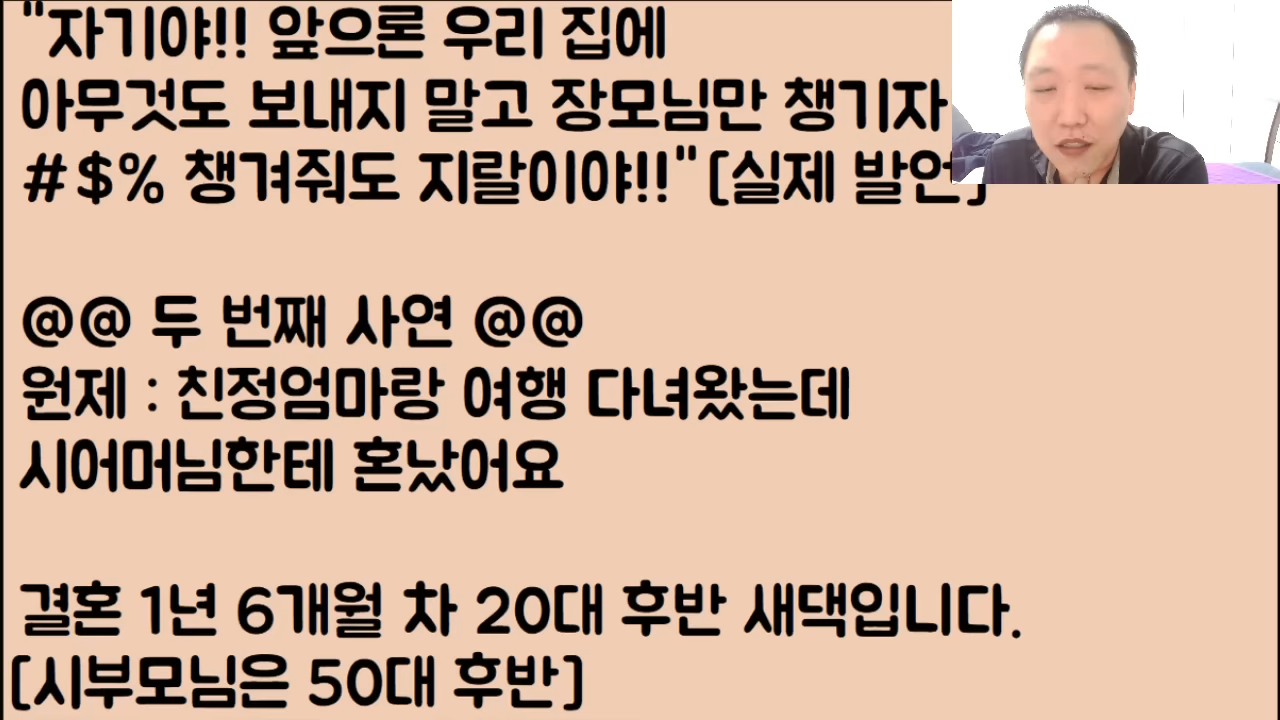 "자기야!! 앞으론 우리 집에
아무것도 보내지 말고 장모님만 챙기자
#$% 챙겨줘도 지랄이야!!"[실제 발언]

@@ 두 번째 사연 @@
원제 : 친정엄마랑 여행 다녀왔는데
시어머님한테 혼났어요

결혼 1년 6개월 차 20대 후반 새댁입니다.
[시부모님은 50대 후반]